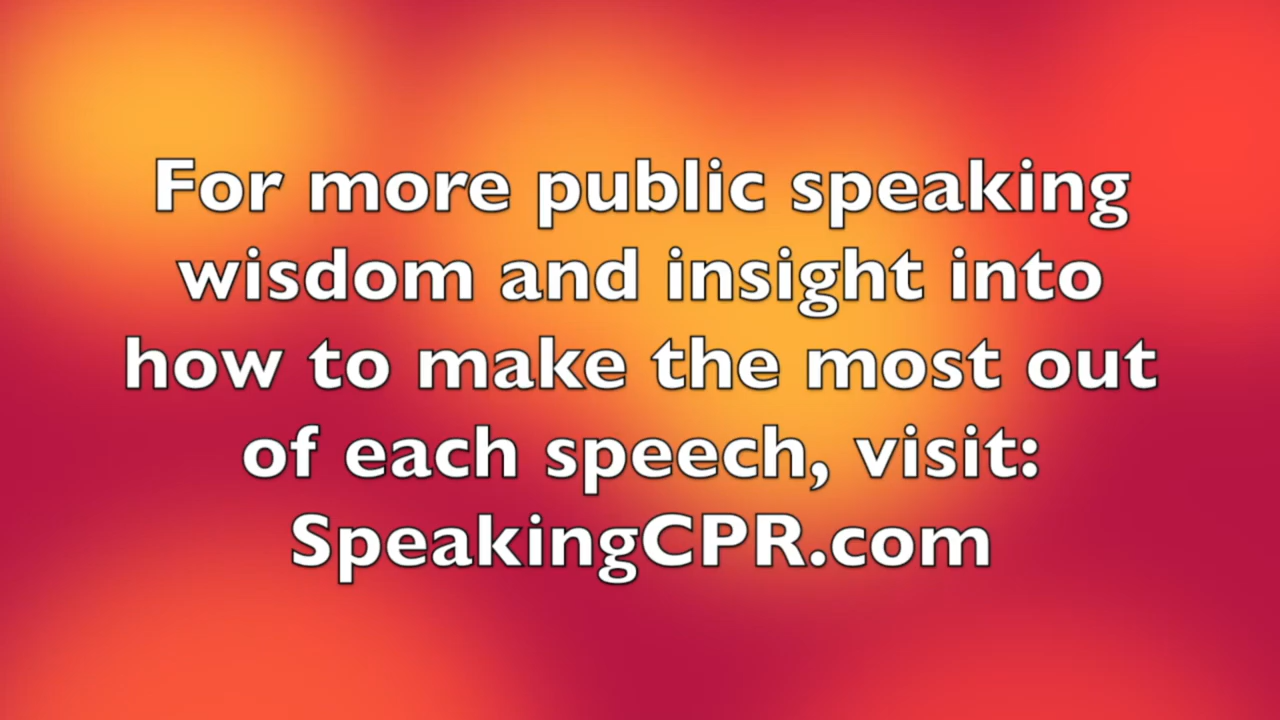 For more public speaking
wisdom and insight into
how to make the most out
of each speech, visit:
SpeakingCPR.com